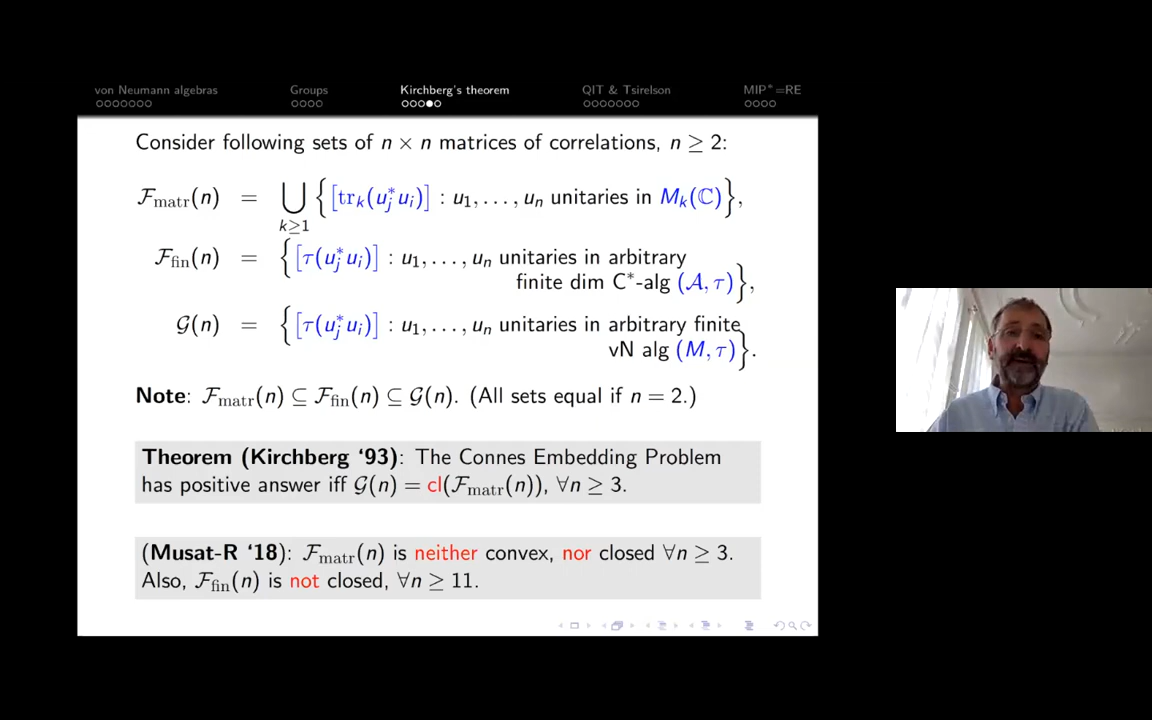 von Neumann algebras Groups Kirchberg's theorem QIT & Tsirelson MIP*=RE
Consider following sets of n × n matrices of correlations, n ≥ 2:
F_matr(n) = ⋃_{k≥1} { [tr_k(u_j^* u_i)] : u_1, . . . , u_n unitaries in M_k(ℂ) },
F_fin(n) = { [τ(u_j^* u_i)] : u_1, . . . , u_n unitaries in arbitrary
finite dim C*-alg (A, τ) },
G(n) = { [τ(u_j^* u_i)] : u_1, . . . , u_n unitaries in arbitrary finite
vN alg (M, τ) }.
Note: F_matr(n) ⊆ F_fin(n) ⊆ G(n). (All sets equal if n = 2.)
Theorem (Kirchberg '93): The Connes Embedding Problem
has positive answer iff G(n) = cl(F_matr(n)), ∀n ≥ 3.
(Musat-R '18): F_matr(n) is neither convex, nor closed ∀n ≥ 3.
Also, F_fin(n) is not closed, ∀n ≥ 11.